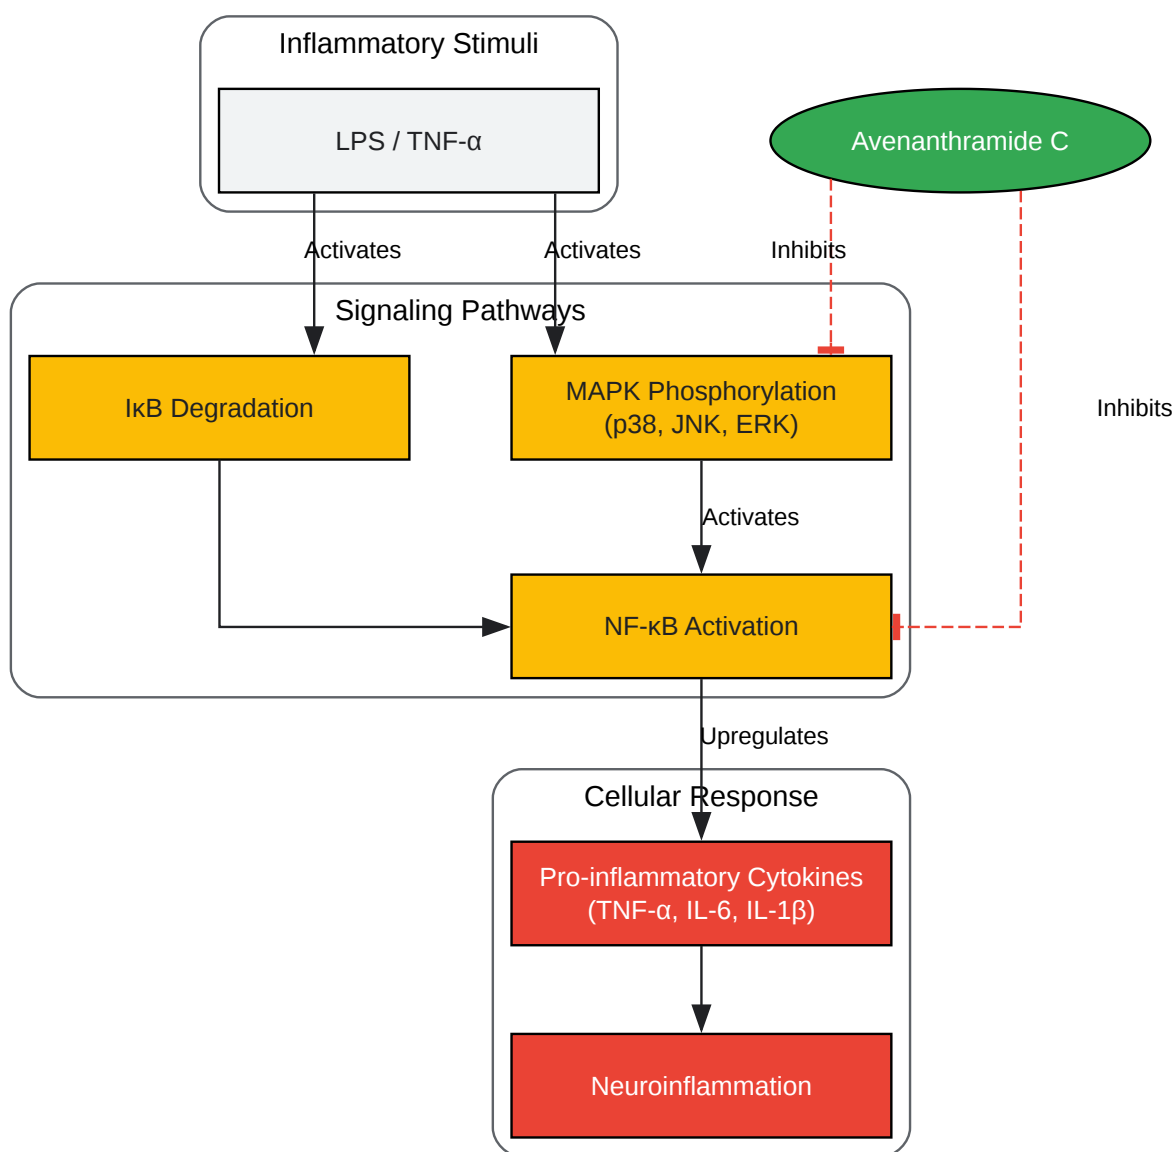 Inflammatory Stimuli
LPS / TNF-α
Avenanthramide C
Activates
Activates
Inhibits
Signaling Pathways
IκB Degradation
MAPK Phosphorylation
(p38, JNK, ERK)
Inhibits
Activates
NF-κB Activation
Upregulates
Cellular Response
Pro-inflammatory Cytokines
(TNF-α, IL-6, IL-1β)
Neuroinflammation